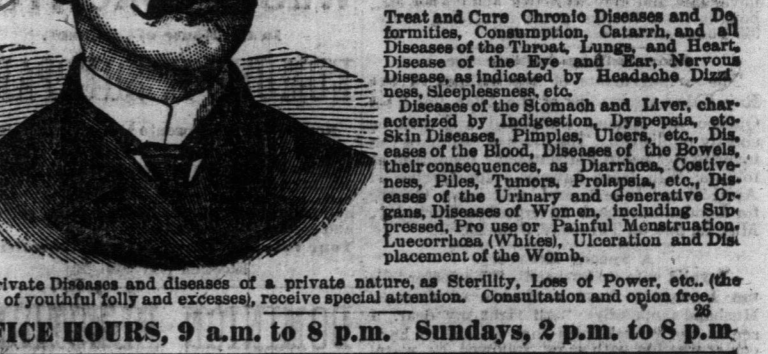 Treat and Cure Chronic Diseases and De
formities, Consumption, Catarrh, and all
Diseases of the Throat, Lungs, and Heart,
Disease of the Eye and Ear, Nervous
Disease, as indicated by Headache Dizzi
ness, Sleeplessness, etc.
Diseases of the Stomach and Liver, char-
acterized by Indigestion, Dyspepsia, etc-
Skin Diseases, Pimples, Ulcers, etc., Dis,
eases of the Blood, Diseases of the Bowels,
their consequences, as Diarrhœa, Costive-
ness, Piles, Tumors, Prolapsia, etc., Dis-
eases of the Urinary and Generative Or-
gans, Diseases of Women, including Sup
pressed, Pro use or Painful Menstruation.
Luecorrhœa (Whites), Ulceration and Dis
placement of the Womb.
rivate Diseases and diseases of a private nature, as Sterility, Loss of Power, etc.. (the
of youthful folly and excesses), receive special attention. Consultation and opion free.
26
FICE HOURS, 9 a.m. to 8 p.m. Sundays, 2 p.m. to 8 p.m